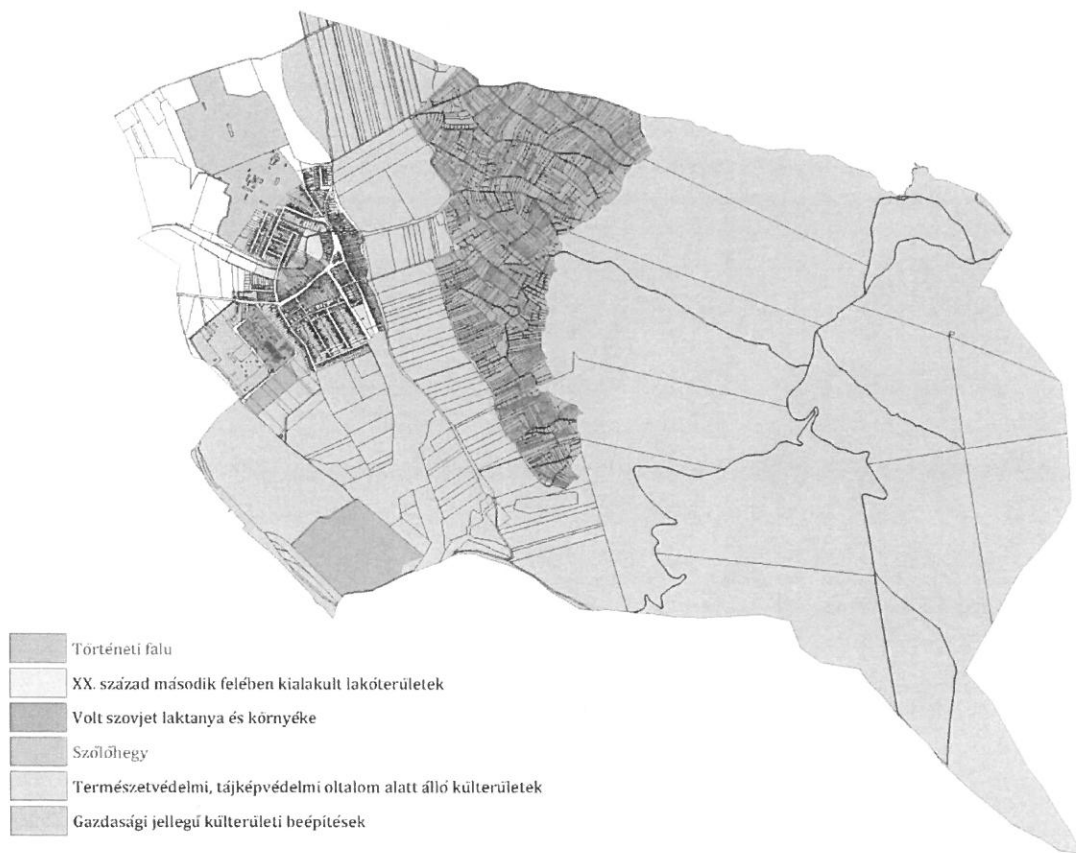 Történeti falu
XX. század második felében kialakult lakóterületek
Volt szovjet laktanya és környéke
Szőlőhegy
Természetvédelmi, tájképvédelmi oltalom alatt álló külterületek
Gazdasági jellegű külterületi beépítések